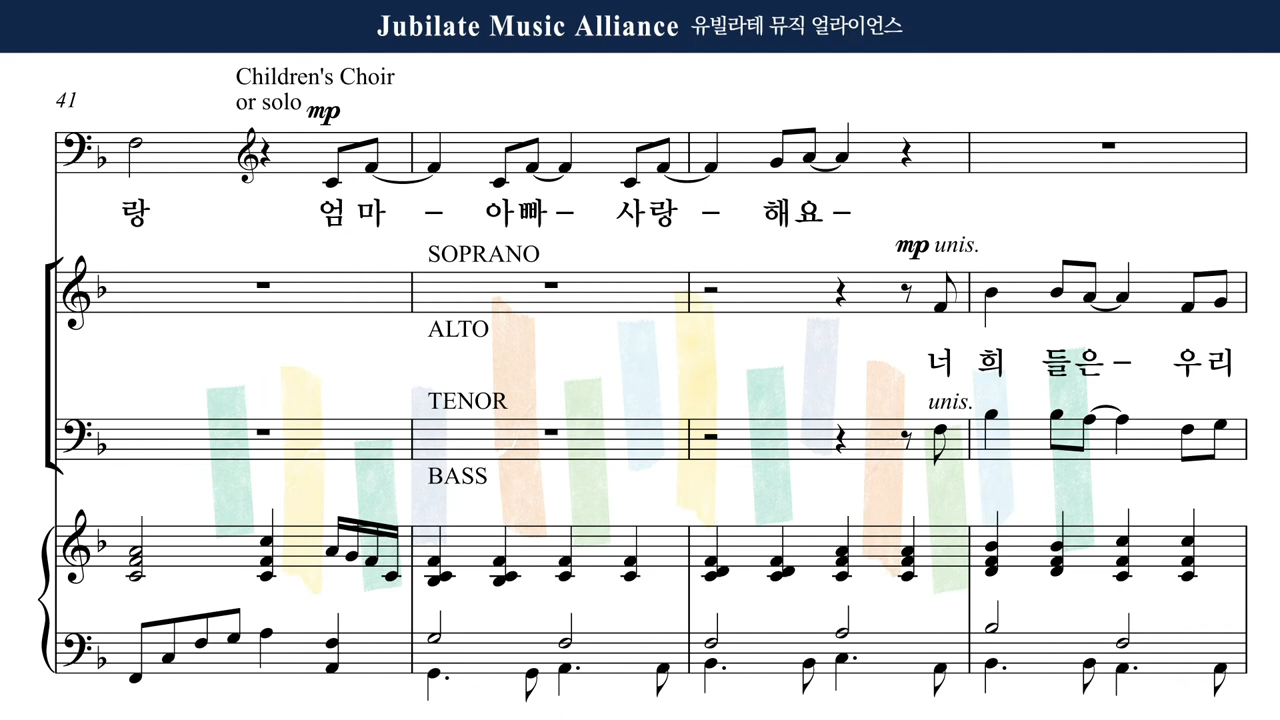 Jubilate Music Alliance 유빌라테 뮤직 얼라이언스
Children's Choir
or solo mp
41
랑 엄 마 – 아빠 – 사랑 – 해요 –
mp unis.
SOPRANO
ALTO
너 희 들은 – 우리
TENOR
unis.
BASS